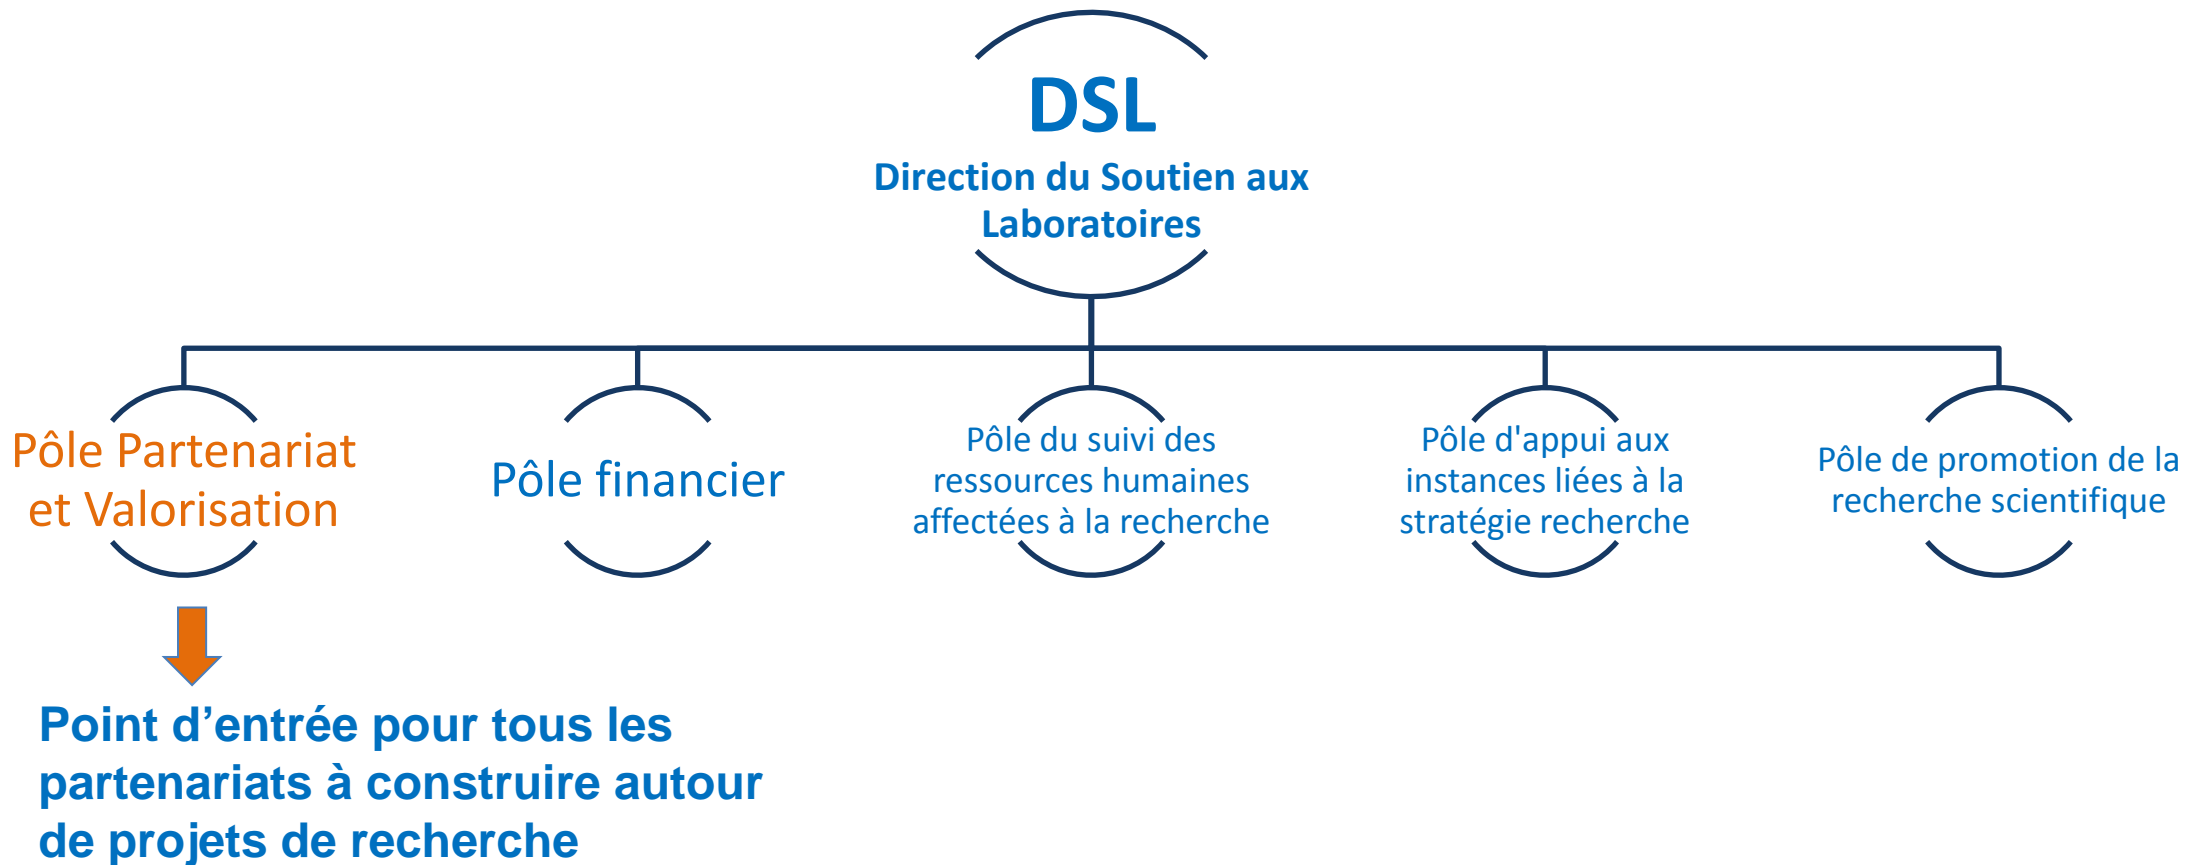 DSL
Direction du Soutien aux
Laboratoires
Pôle Partenariat
et Valorisation
Pôle financier
Pôle du suivi des
ressources humaines
affectées à la recherche
Pôle d'appui aux
instances liées à la
stratégie recherche
Pôle de promotion de la
recherche scientifique
Point d’entrée pour tous les
partenariats à construire autour
de projets de recherche